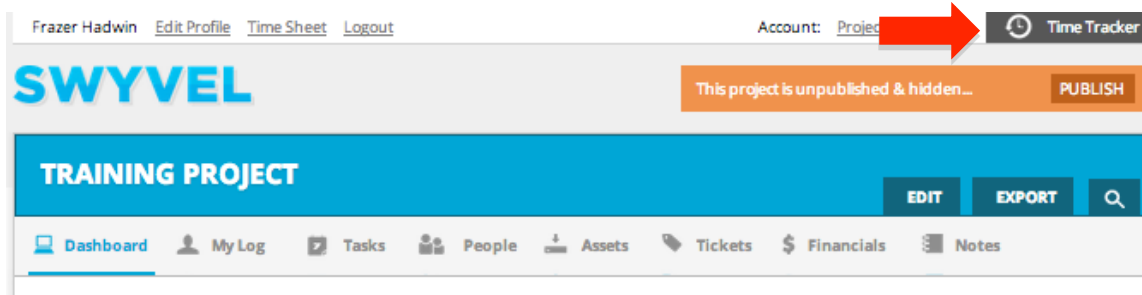 Frazer Hadwin Edit Profile Time Sheet Logout Account: Project Time Tracker
SWYVEL
This project is unpublished & hidden... PUBLISH
TRAINING PROJECT
EDIT EXPORT
Dashboard My Log Tasks People Assets Tickets $ Financials Notes